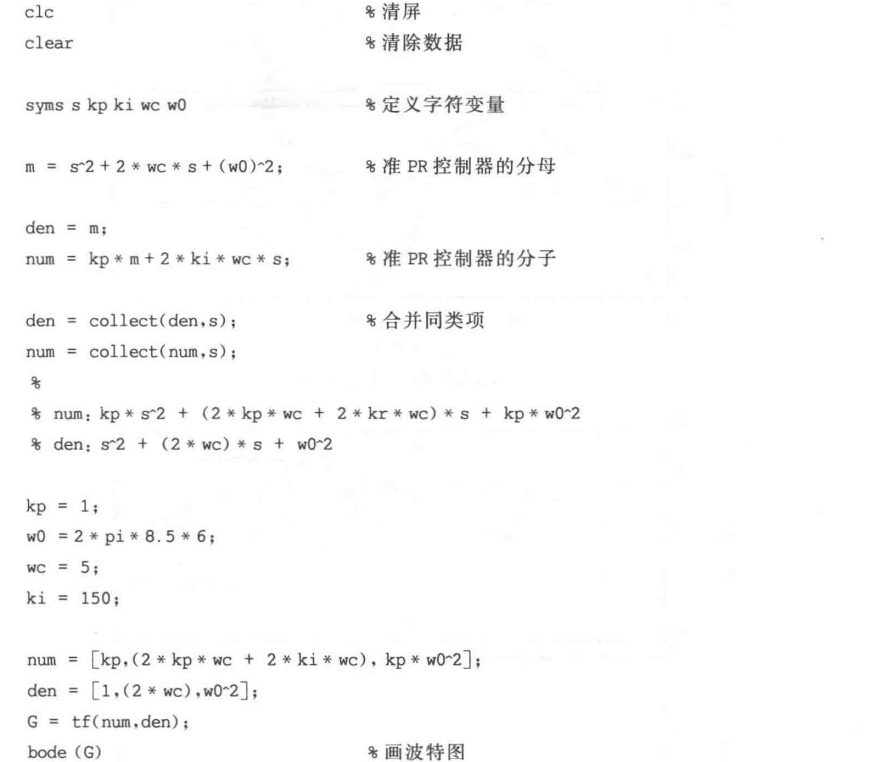 clc % 清屏
clear % 清除数据
syms s kp ki wc w0 % 定义字符变量
m = s^2 + 2 * wc * s + (w0)^2; % 准 PR 控制器的分母
den = m;
num = kp * m + 2 * ki * wc * s; % 准 PR 控制器的分子
den = collect(den,s); % 合并同类项
num = collect(num,s);
%
% num: kp * s^2 + (2 * kp * wc + 2 * kr * wc) * s + kp * w0^2
% den: s^2 + (2 * wc) * s + w0^2
kp = 1;
w0 = 2 * pi * 8.5 * 6;
wc = 5;
ki = 150;
num = [kp,(2 * kp * wc + 2 * ki * wc), kp * w0^2];
den = [1,(2 * wc),w0^2];
G = tf(num,den);
bode (G) % 画波特图